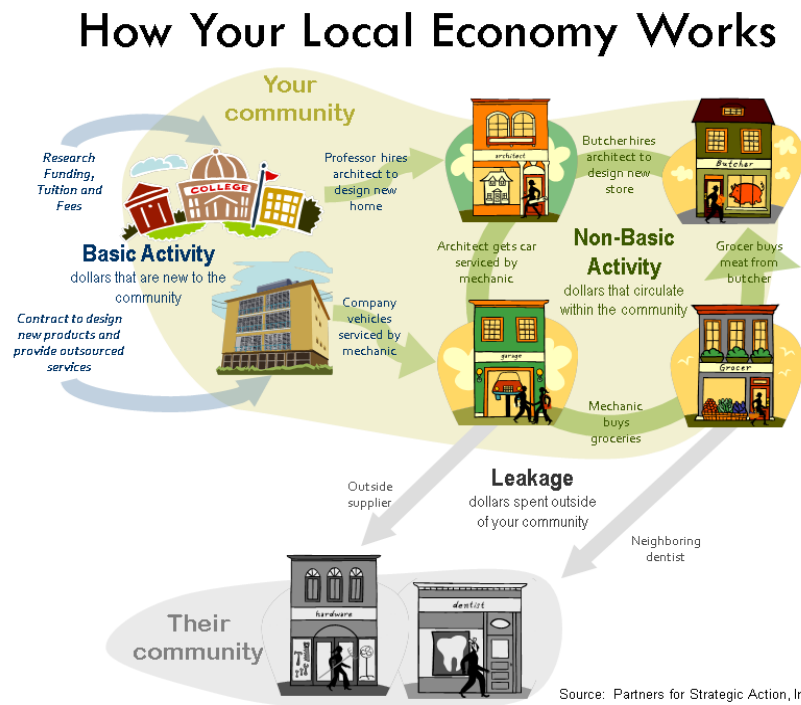 How Your Local Economy Works
Your
community
Research
Funding,
Tuition and
Fees
COLLEGE
Professor hires
architect to
design new
home
architect
Butcher hires
architect to
design new
store
Butcher
Basic Activity
dollars that are new to the
community
Architect gets car
serviced by
mechanic
Non-Basic
Activity
dollars that circulate
within the community
Grocer buys
meat from
butcher
Contract to design
new products and
provide outsourced
services
Company
vehicles
serviced by
mechanic
garage
Grocer
Mechanic
buys
groceries
Outside
supplier
Leakage
dollars spent outside
of your community
Neighboring
dentist
Their
community
hardware
dentist
Source: Partners for Strategic Action,